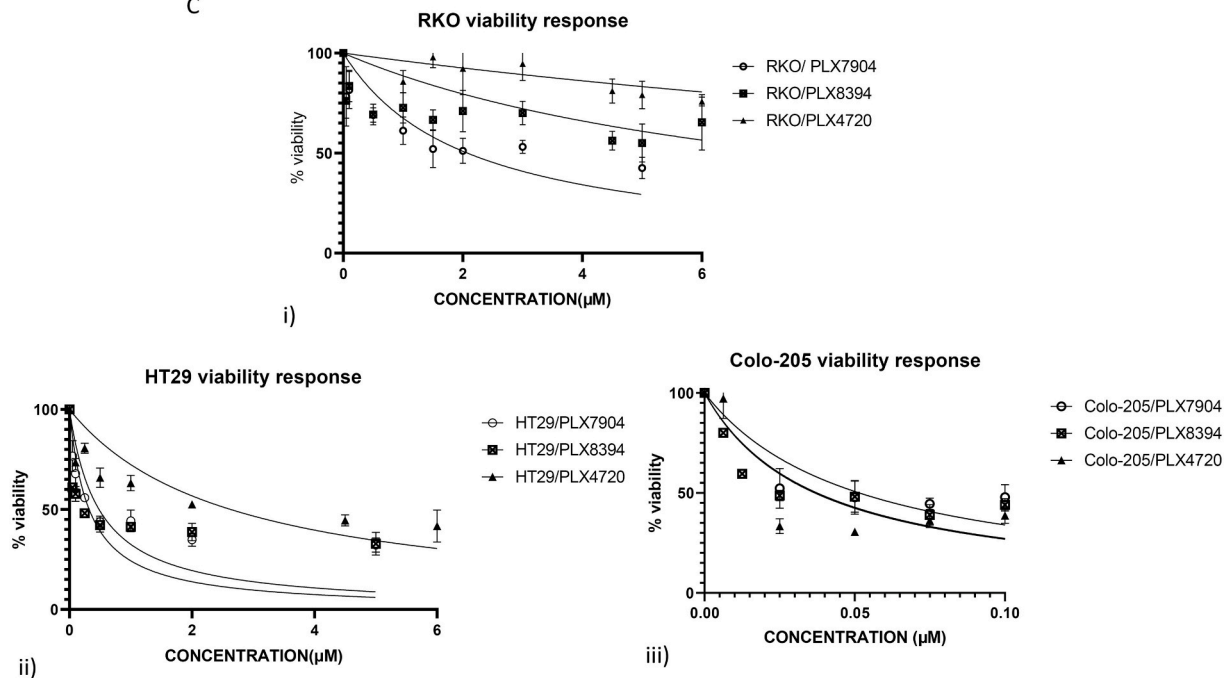 C
RKO viability response
100
50
0
% viability
0 2 4 6
CONCENTRATION(µM)
RKO/ PLX7904
RKO/PLX8394
RKO/PLX4720
i)
HT29 viability response
100
50
0
% viability
0 2 4 6
CONCENTRATION(µM)
HT29/PLX7904
HT29/PLX8394
HT29/PLX4720
ii)
Colo-205 viability response
100
50
0
% viability
0.00 0.05 0.10
CONCENTRATION (µM)
Colo-205/PLX7904
Colo-205/PLX8394
Colo-205/PLX4720
iii)